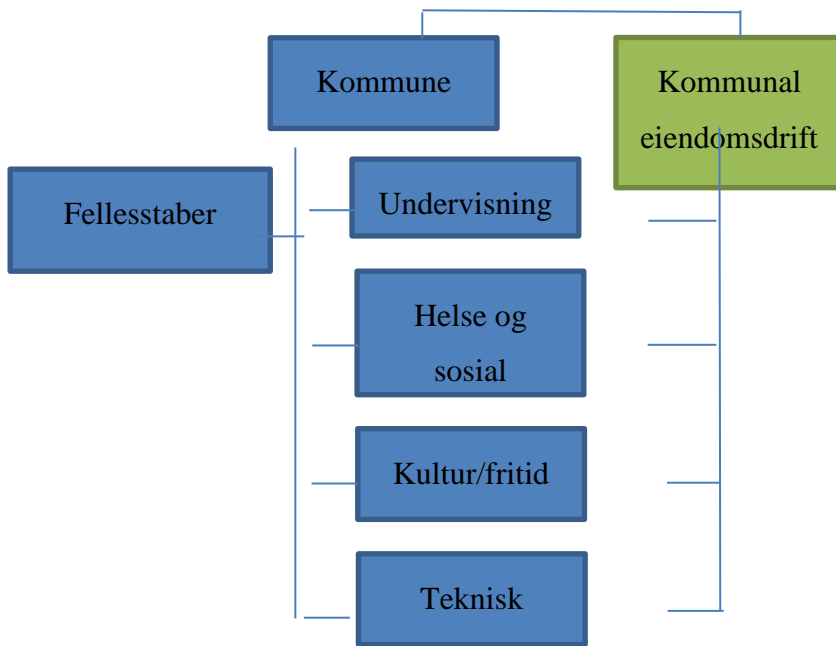 Kommune
Kommunal
eiendomsdrift
Fellesstaber
Undervisning
Helse og
sosial
Kultur/fritid
Teknisk